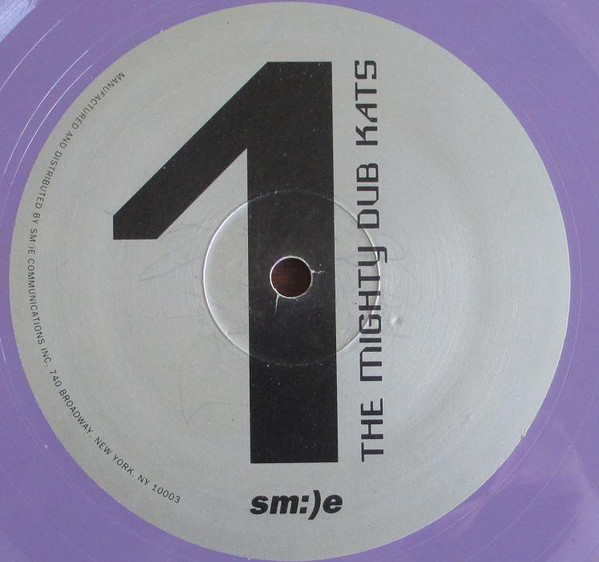 1
THE MIGHTY DUB KATS
sm:)e
MANUFACTURED AND DISTRIBUTED BY SM:)E COMMUNICATIONS INC. 740 BROADWAY, NEW YORK, NY 10003